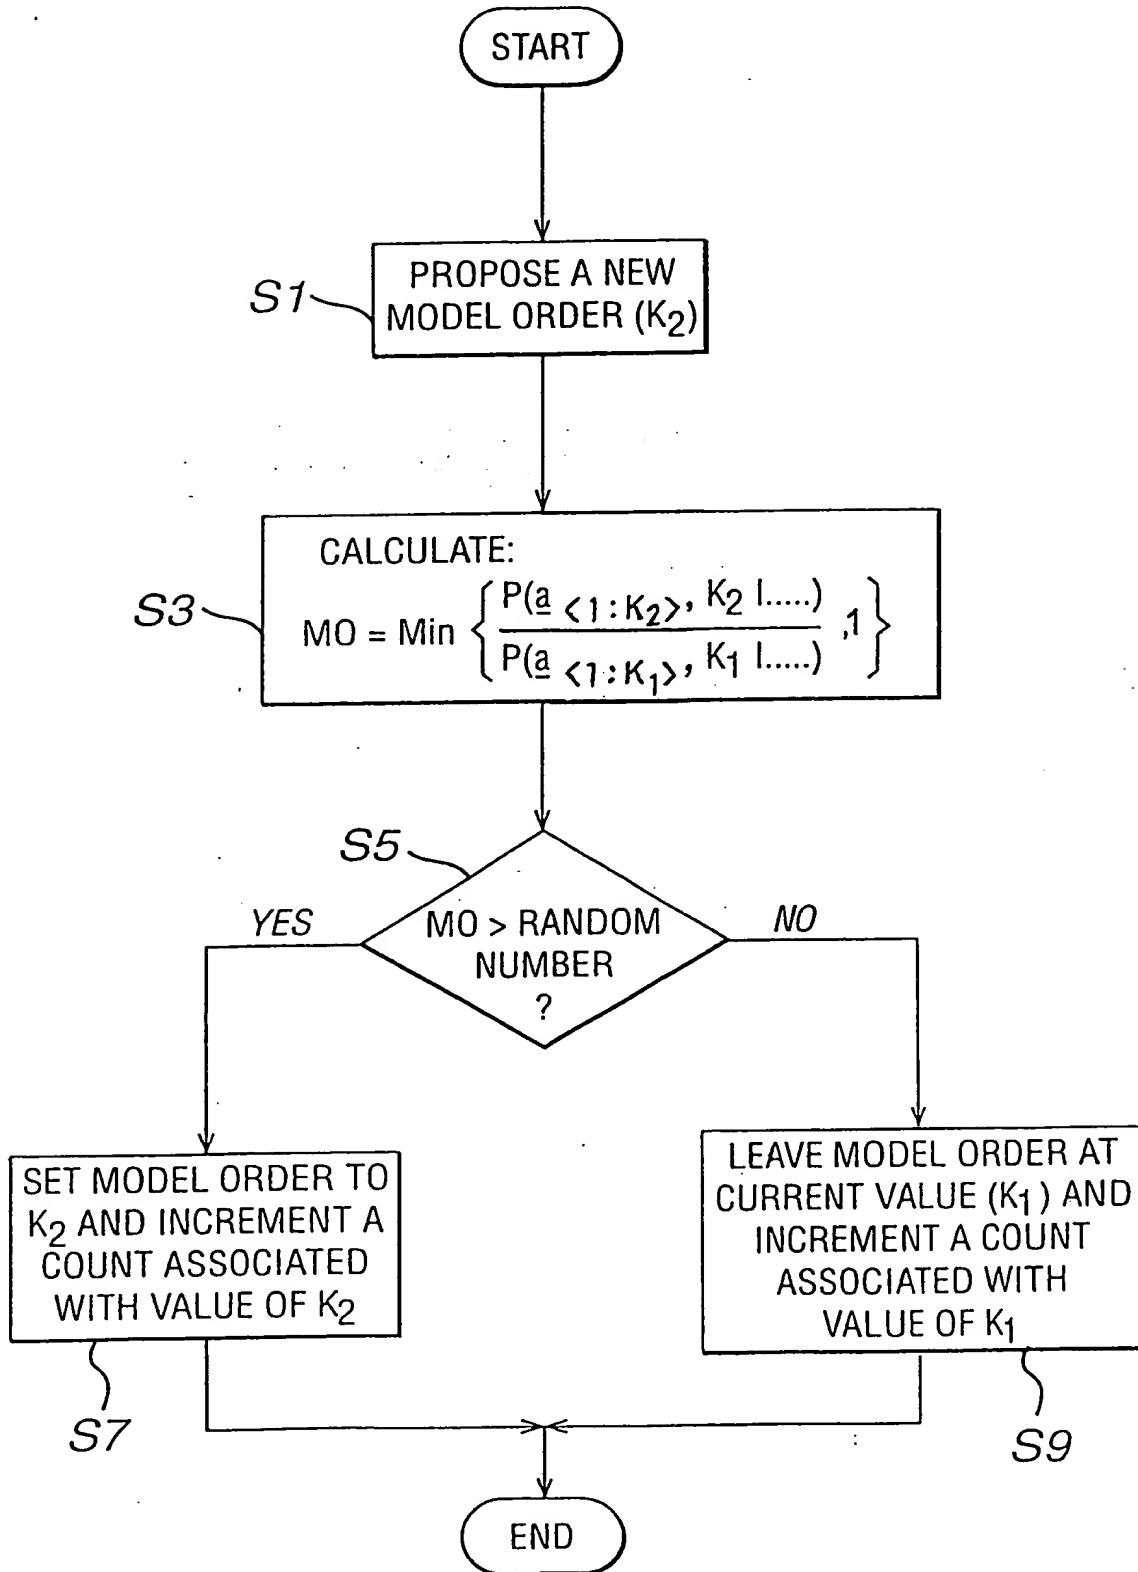 START
S1
PROPOSE A NEW
MODEL ORDER (K2)
S3
CALCULATE:
MO = Min { P(a <1:K2>, K2 I.....) / P(a <1:K1>, K1 I.....) ,1 }
S5
YES
MO > RANDOM
NUMBER
?
NO
SET MODEL ORDER TO
K2 AND INCREMENT A
COUNT ASSOCIATED
WITH VALUE OF K2
S7
LEAVE MODEL ORDER AT
CURRENT VALUE (K1) AND
INCREMENT A COUNT
ASSOCIATED WITH
VALUE OF K1
S9
END